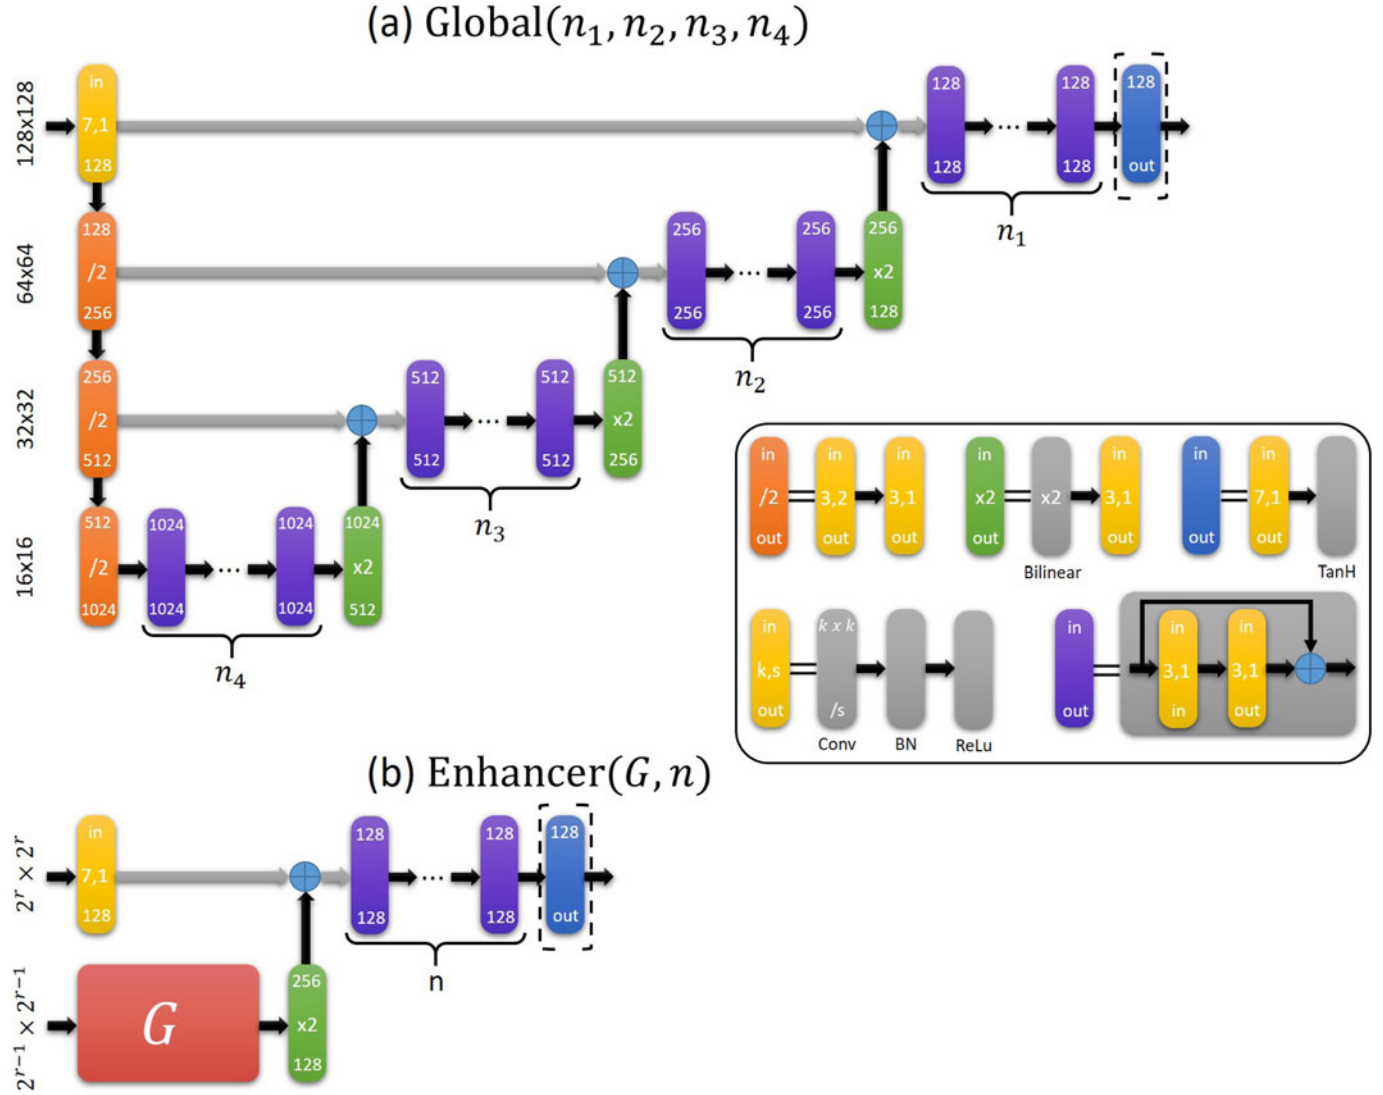 (a) Global(n₁, n₂, n₃, n₄)
128x128
in
7,1
128
128
128
128
128
128
out
n₁
64x64
128
/2
256
256
256
256
256
256
x2
128
n₂
32x32
256
/2
512
512
512
512
512
512
x2
256
n₃
16x16
512
/2
1024
1024
1024
1024
1024
1024
x2
512
n₄
in
/2
out
in
3,2
out
in
3,1
out
in
x2
out
x2
Bilinear
in
3,1
out
in
out
in
7,1
out
TanH
in
k,s
out
k x k
/s
Conv
BN
ReLu
in
out
in
3,1
in
in
3,1
out
(b) Enhancer(G, n)
2ʳ × 2ʳ
in
7,1
128
128
128
128
128
128
out
n
2ʳ⁻¹ × 2ʳ⁻¹
G
256
x2
128